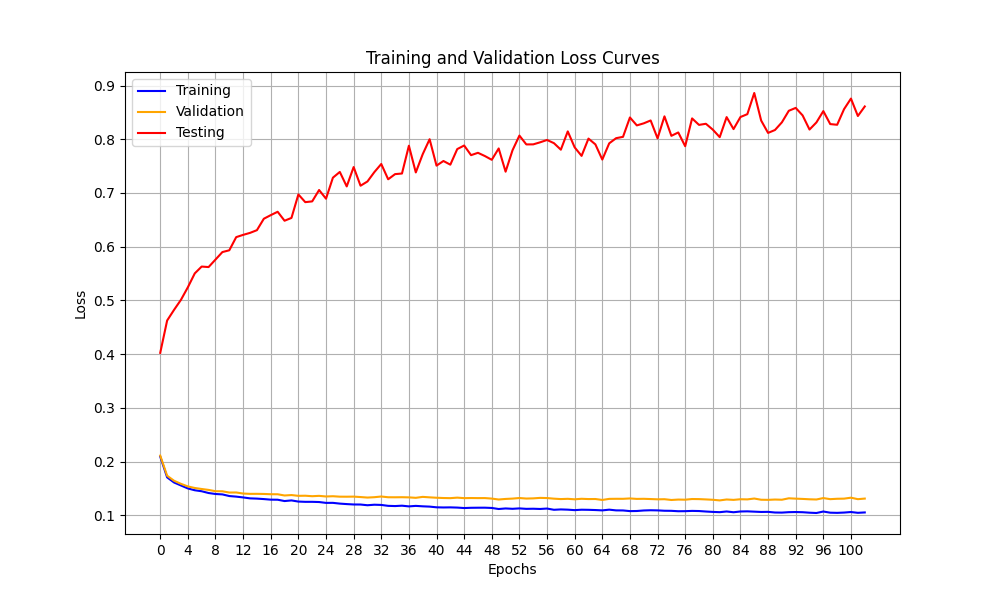 Training and Validation Loss Curves
Training
Validation
Testing
0.9
0.8
0.7
0.6
0.5
0.4
0.3
0.2
0.1
Loss
0 4 8 12 16 20 24 28 32 36 40 44 48 52 56 60 64 68 72 76 80 84 88 92 96 100
Epochs